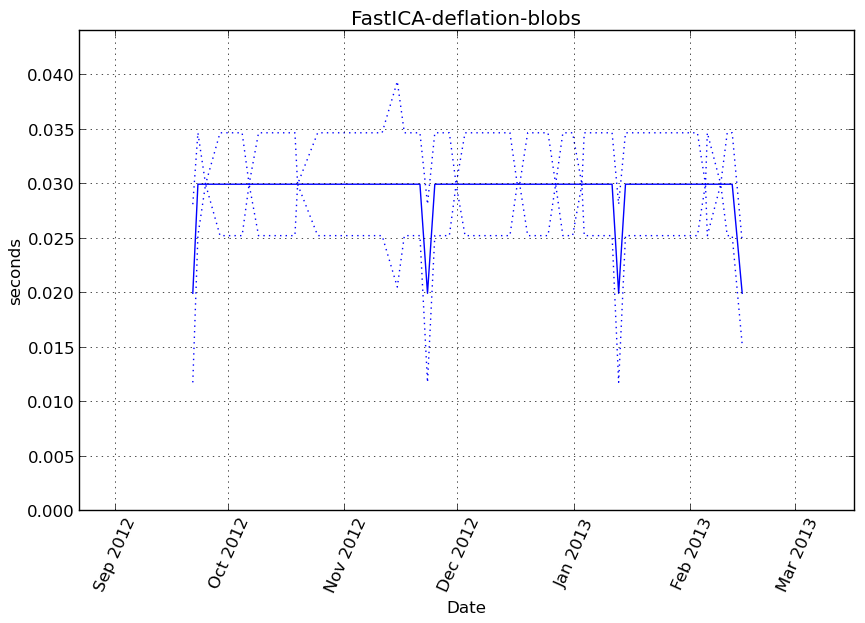 FastICA-deflation-blobs
seconds
0.040
0.035
0.030
0.025
0.020
0.015
0.010
0.005
0.000
Sep 2012
Oct 2012
Nov 2012
Dec 2012
Jan 2013
Feb 2013
Mar 2013
Date